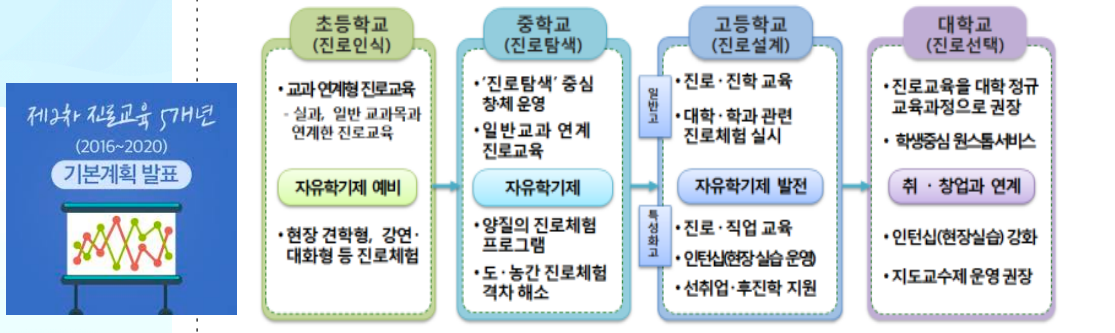 제2차 진로교육 5개년
(2016~2020)
기본계획 발표
초등학교
(진로인식)
• 교과 연계형 진로교육
- 실과, 일반 교과목과
연계한 진로교육
자유학기제 예비
• 현장 견학형, 강연·
대화형 등 진로체험
중학교
(진로탐색)
• '진로탐색' 중심
창체 운영
• 일반교과 연계
진로교육
자유학기제
• 양질의 진로체험
프로그램
• 도·농간 진로체험
격차 해소
고등학교
(진로설계)
일반고
• 진로·진학 교육
• 대학·학과 관련
진로체험 실시
자유학기제 발전
특성화고
• 진로·직업 교육
• 인턴십(현장 실습 운영)
• 선취업·후진학 지원
대학교
(진로선택)
• 진로교육을 대학 정규
교육과정으로 권장
• 학생중심 원스톱서비스
취 · 창업과 연계
• 인턴십(현장실습) 강화
• 지도교수제 운영 권장